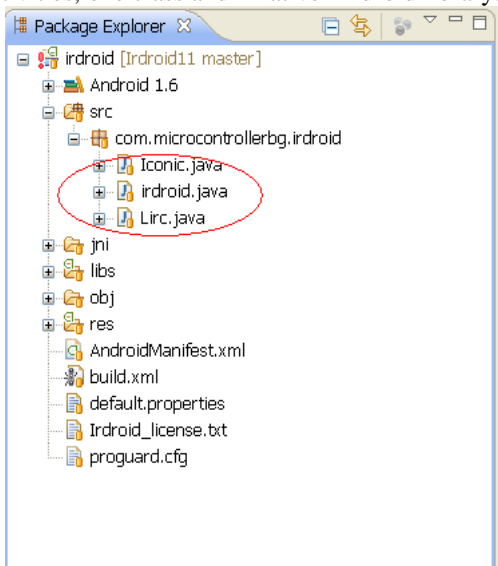 Package Explorer
irdroid [Irdroid11 master]
Android 1.6
src
com.microcontrollerbg.irdroid
Iconic.java
irdroid.java
Lirc.java
jni
libs
obj
res
AndroidManifest.xml
build.xml
default.properties
Irdroid_license.txt
proguard.cfg